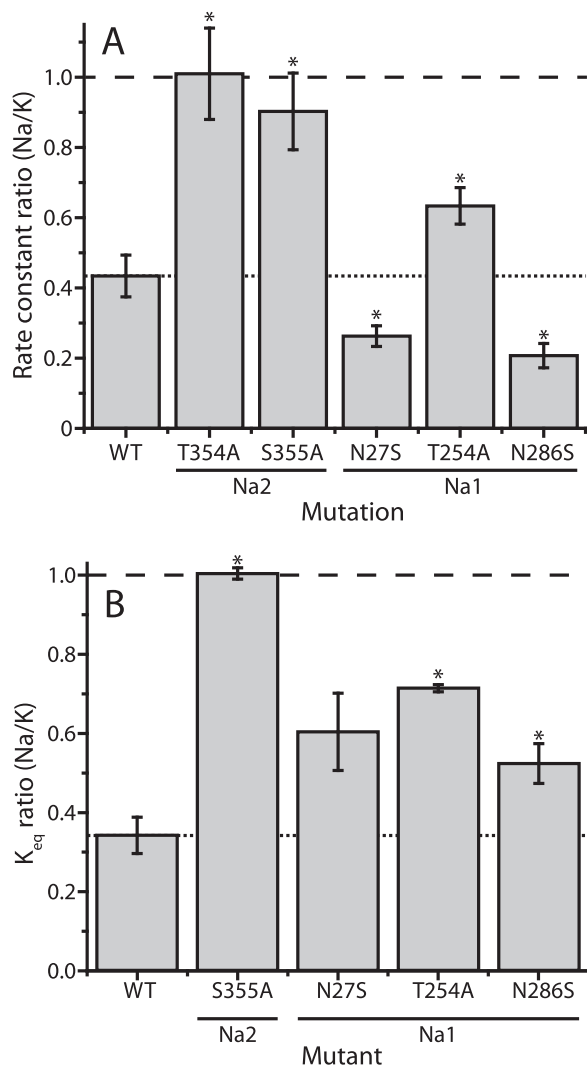 A
Rate constant ratio (Na/K)
*
*
*
*
*
1.0
0.8
0.6
0.4
0.2
0
WT T354A S355A N27S T254A N286S
Na2 Na1
Mutation
B
Keq ratio (Na/K)
*
*
*
1.0
0.8
0.6
0.4
0.2
0.0
WT S355A N27S T254A N286S
Na2 Na1
Mutant